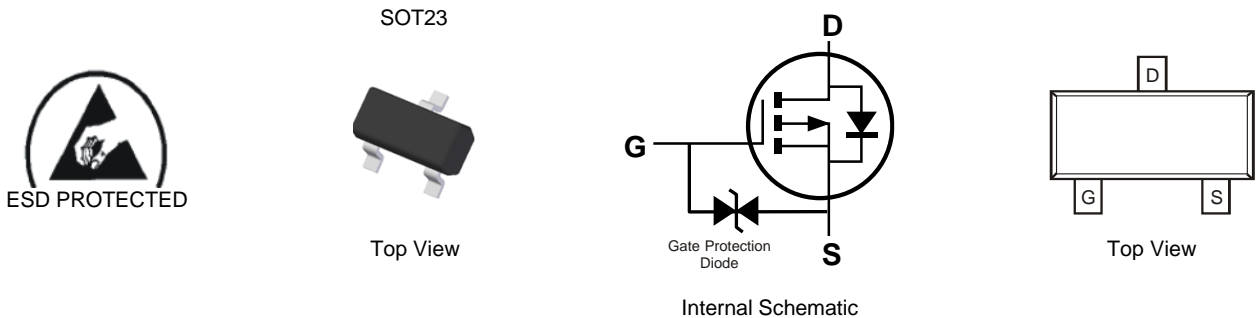 ESD PROTECTED
SOT23
Top View
D
G
Gate Protection
Diode
S
Internal Schematic
D
G
S
Top View